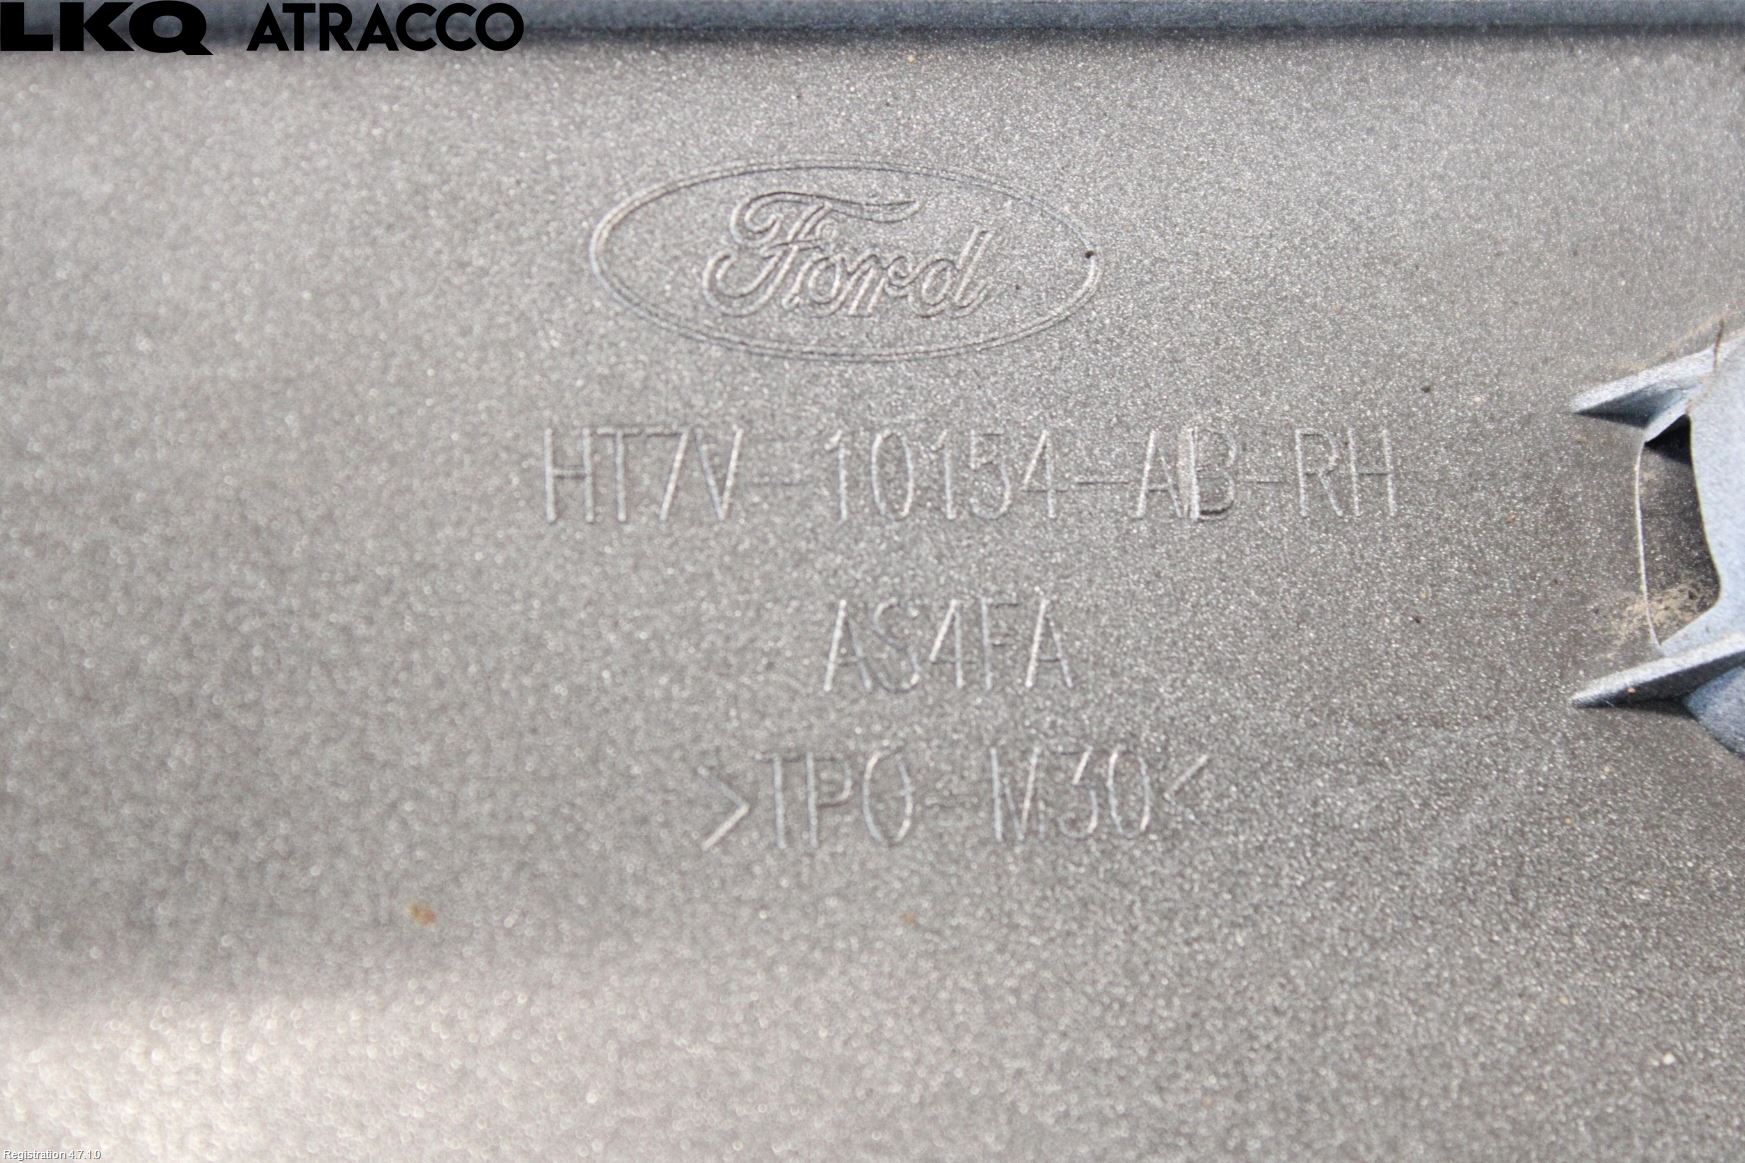 LKQ ATRACCO
Ford
HT7V-10154-AB-RH
AS4FA
>TPO-M30<
Registration 4.7.1.0